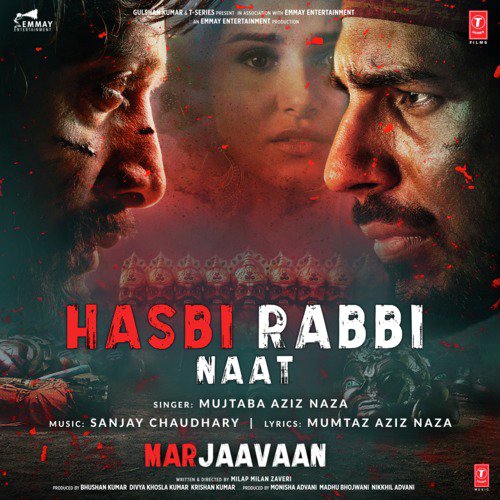 EMMAY
ENTERTAINMENT
GULSHAN KUMAR & T-SERIES PRESENT IN ASSOCIATION WITH EMMAY ENTERTAINMENT
AN EMMAY ENTERTAINMENT PRODUCTION
T-Series
FILMS
HASBI RABBI
NAAT
SINGER: MUJTABA AZIZ NAZA
MUSIC: SANJAY CHAUDHARY | LYRICS: MUMTAZ AZIZ NAZA
MARJAAVAAN
WRITTEN & DIRECTED BY MILAP MILAN ZAVERI
PRODUCED BY BHUSHAN KUMAR DIVYA KHOSLA KUMAR KRISHAN KUMAR PRODUCED BY MONISHA ADVANI MADHU BHOJWANI NIKKHIL ADVANI
T-Series
MUSIC